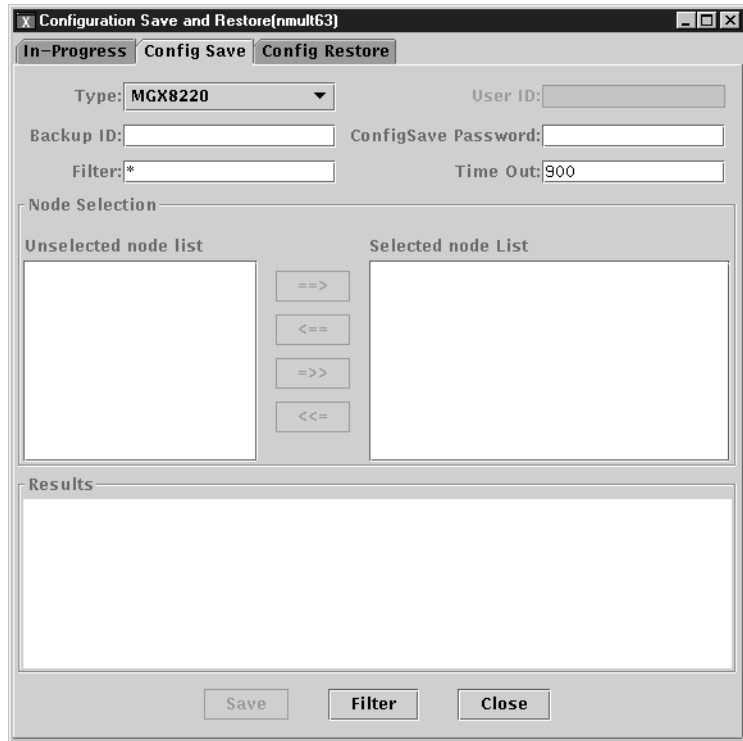 X Configuration Save and Restore(nmult63)
In-Progress Config Save Config Restore
Type: MGX8220 User ID:
Backup ID: ConfigSave Password:
Filter: * Time Out: 900
Node Selection
Unselected node list Selected node List
==>
<==
=>>
<<=
Results
Save Filter Close